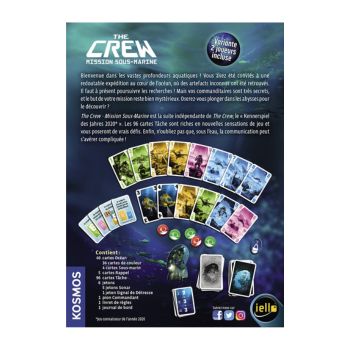 THE
CREW
MISSION SOUS-MARINE
Variante
2 joueurs
incluse
Bienvenue dans les vastes profondeurs aquatiques ! Vous avez été conviés à une
redoutable expédition au cœur de l'océan, où des artefacts innovants ont été retrouvés.
Il faut à présent poursuivre les recherches ! Mais vos commanditaires sont très secrets,
et le but de votre mission reste bien mystérieux. Oserez-vous plonger dans les abysses pour
le découvrir ?
The Crew - Mission Sous-Marine est la suite indépendante de The Crew, le « Kennerspiel
des Jahres 2020* ». Les 96 cartes Tâche sont riches en nouvelles sensations de jeu et
vous poseront de vrais défis. Enfin, n'oubliez pas que, sous l'eau, la communication peut
s'avérer compliquée !
Contient :
40 cartes Océan
36 cartes de couleur
4 cartes Sous-marin
5 cartes Rappel
96 cartes Tâche
6 jetons
5 jetons Sonar
1 jeton Signal de Détresse
1 pion Commandant
1 livret de règles
1 journal de bord
KOSMOS
iello